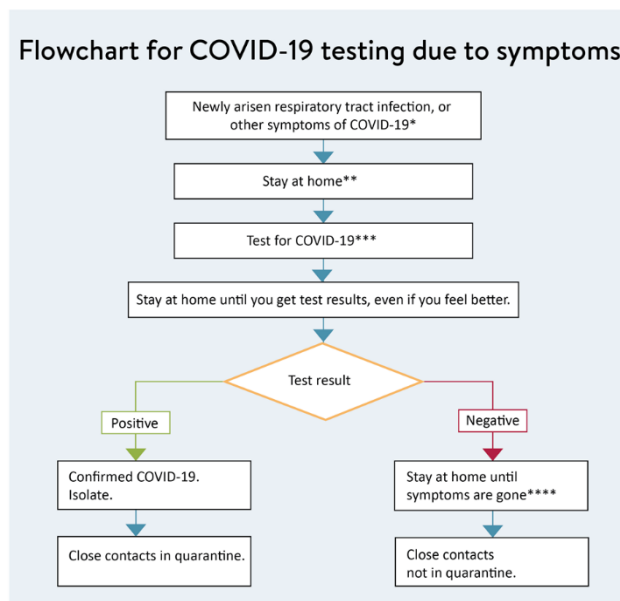 Flowchart for COVID-19 testing due to symptoms
Newly arisen respiratory tract infection, or
other symptoms of COVID-19*
Stay at home**
Test for COVID-19***
Stay at home until you get test results, even if you feel better.
Test result
Positive
Negative
Confirmed COVID-19.
Isolate.
Stay at home until
symptoms are gone****
Close contacts in quarantine.
Close contacts
not in quarantine.